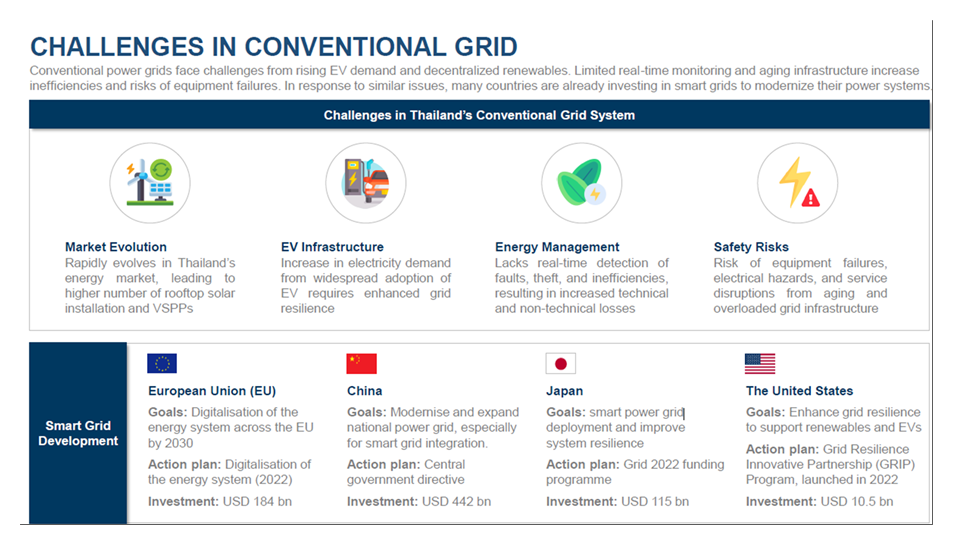 CHALLENGES IN CONVENTIONAL GRID
Conventional power grids face challenges from rising EV demand and decentralized renewables. Limited real-time monitoring and aging infrastructure increase
inefficiencies and risks of equipment failures. In response to similar issues, many countries are already investing in smart grids to modernize their power systems.
Challenges in Thailand's Conventional Grid System
Market Evolution
Rapidly evolves in Thailand's
energy market, leading to
higher number of rooftop solar
installation and VSPPs
EV Infrastructure
Increase in electricity demand
from widespread adoption of
EV requires enhanced grid
resilience
Energy Management
Lacks real-time detection of
faults, theft, and inefficiencies,
resulting in increased technical
and non-technical losses
Safety Risks
Risk of equipment failures,
electrical hazards, and service
disruptions from aging and
overloaded grid infrastructure
Smart Grid
Development
European Union (EU)
Goals: Digitalisation of the
energy system across the EU
by 2030
Action plan: Digitalisation of
the energy system (2022)
Investment: USD 184 bn
China
Goals: Modernise and expand
national power grid, especially
for smart grid integration.
Action plan: Central
government directive
Investment: USD 442 bn
Japan
Goals: smart power grid
deployment and improve
system resilience
Action plan: Grid 2022 funding
programme
Investment: USD 115 bn
The United States
Goals: Enhance grid resilience
to support renewables and EVs
Action plan: Grid Resilience
Innovative Partnership (GRIP)
Program, launched in 2022
Investment: USD 10.5 bn